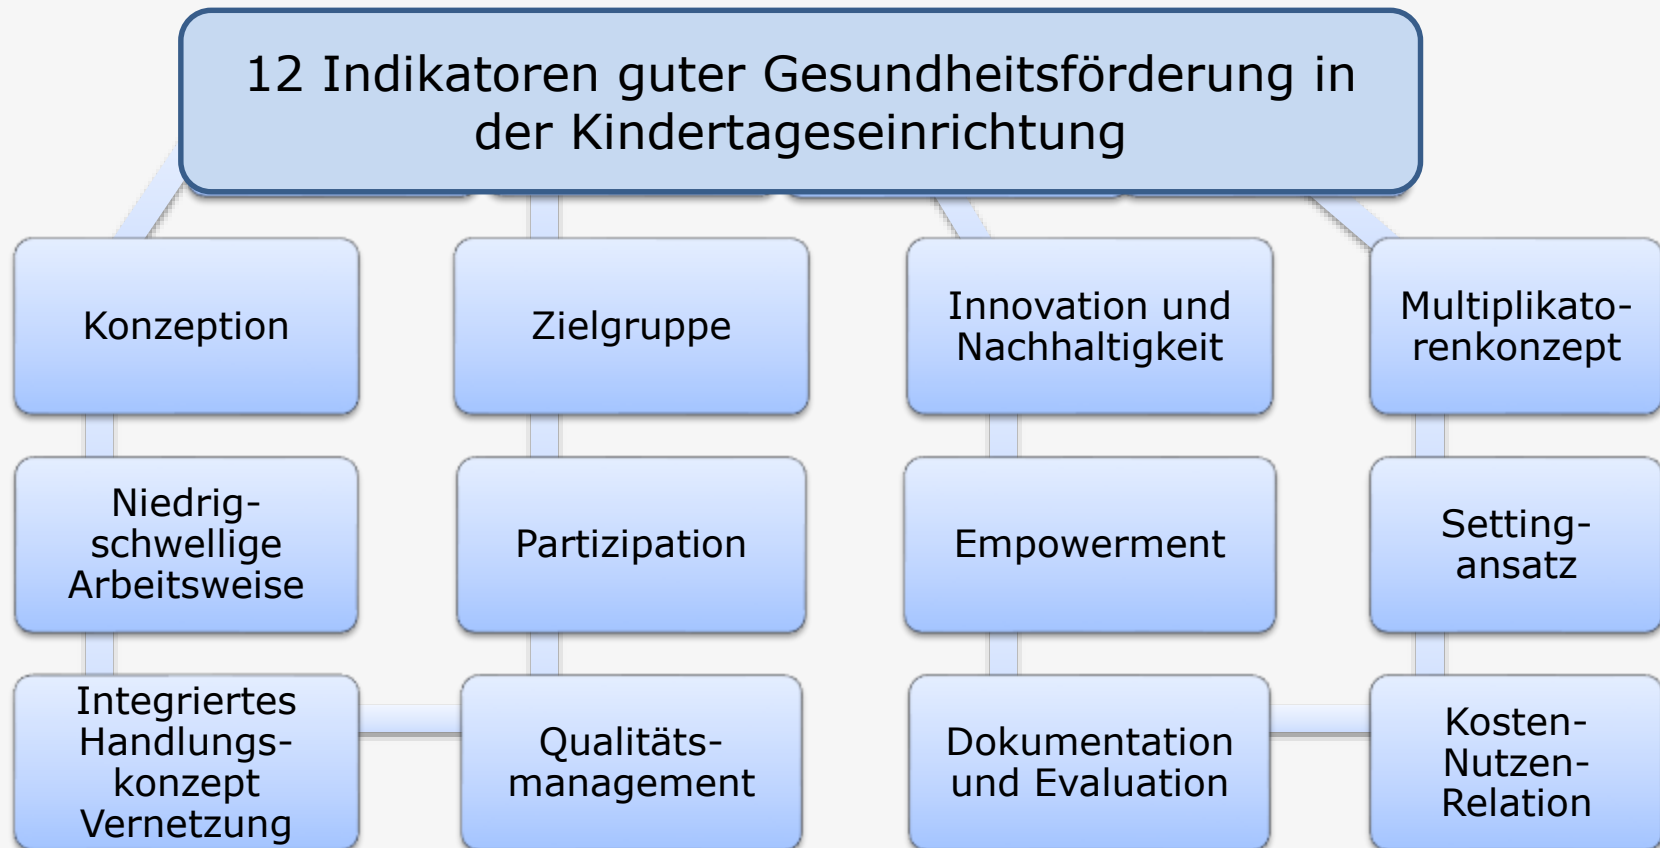 12 Indikatoren guter Gesundheitsförderung in
der Kindertageseinrichtung
Konzeption
Zielgruppe
Innovation und
Nachhaltigkeit
Multiplikato-
renkonzept
Niedrig-
schwellige
Arbeitsweise
Partizipation
Empowerment
Setting-
ansatz
Integriertes
Handlungs-
konzept
Vernetzung
Qualitäts-
management
Dokumentation
und Evaluation
Kosten-
Nutzen-
Relation